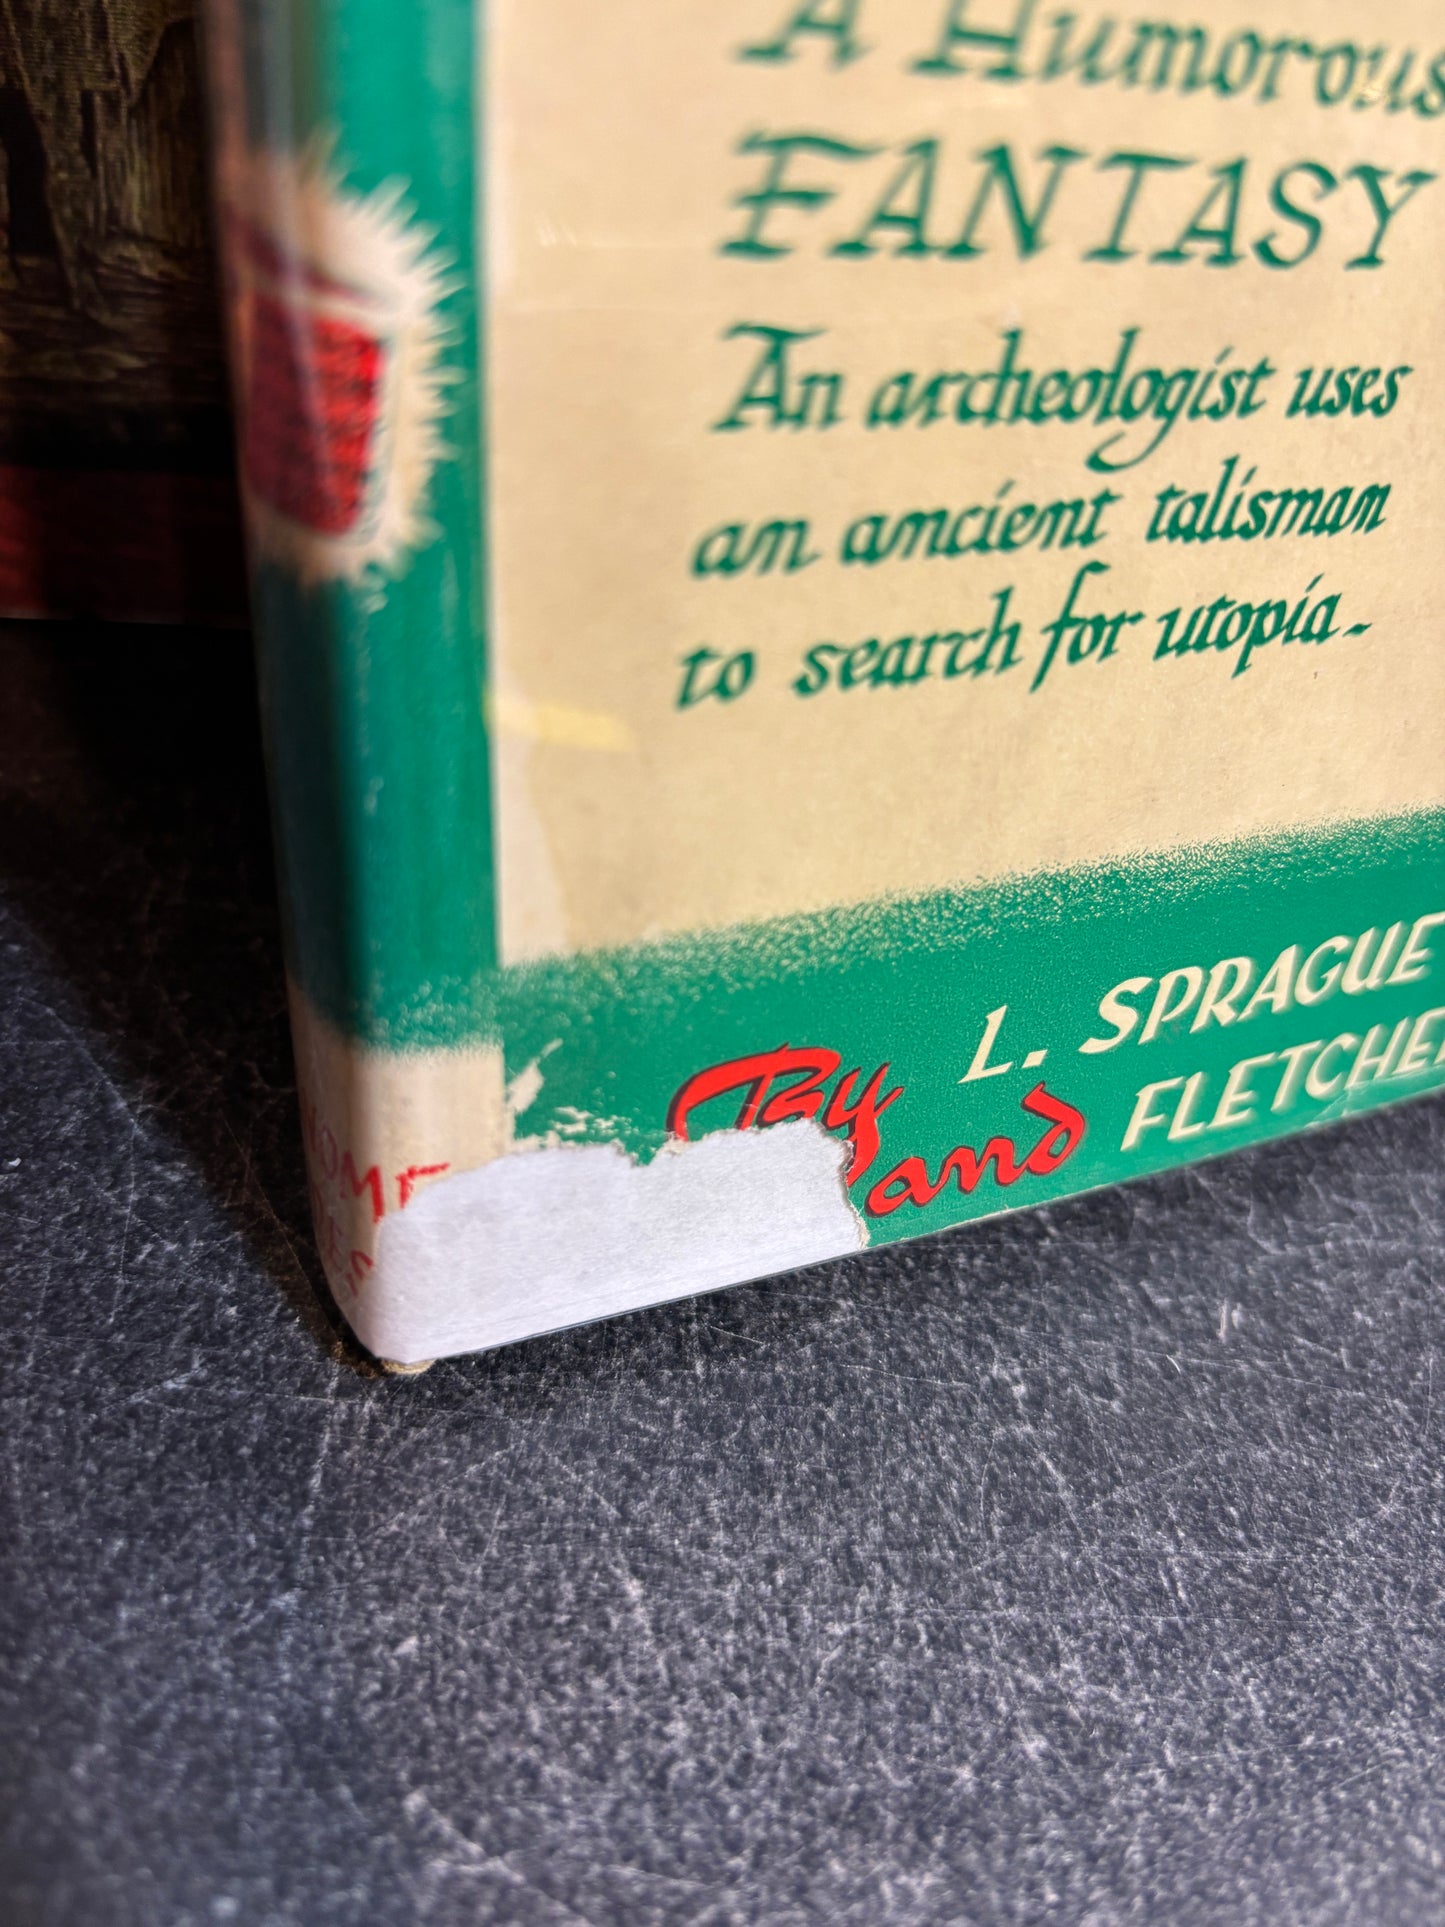 A Humorous
FANTASY
An archeologist uses
an ancient talisman
to search for utopia.
By L. SPRAGUE
and FLETCHER